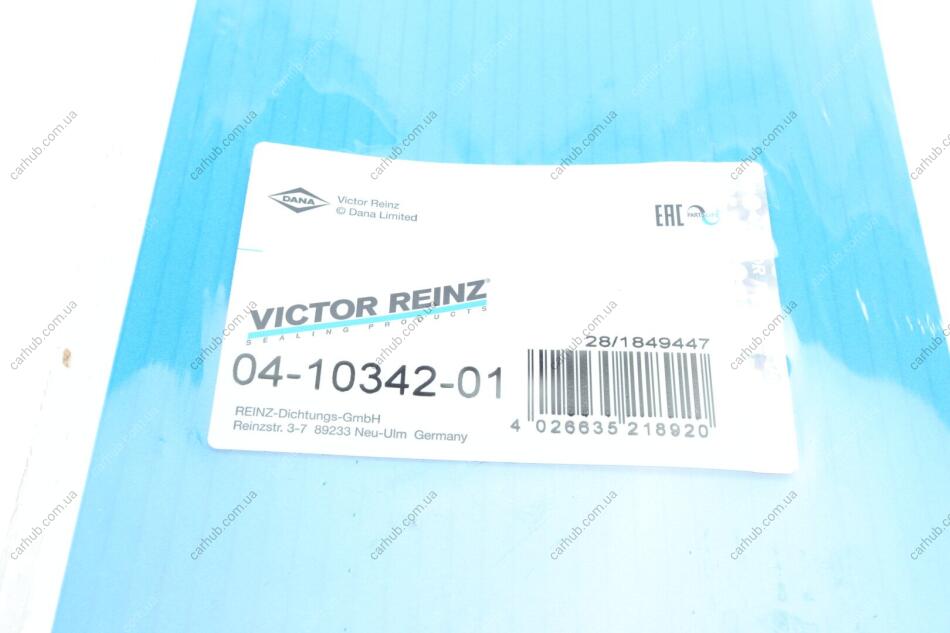 DANA
Victor Reinz
© Dana Limited
EAC
PARTS
VICTOR REINZ®
SEALING PRODUCTS
28/1849447
04-10342-01
4 026635 218920
REINZ-Dichtungs-GmbH
Reinzstr. 3-7 89233 Neu-Ulm Germany
carhub.com.ua